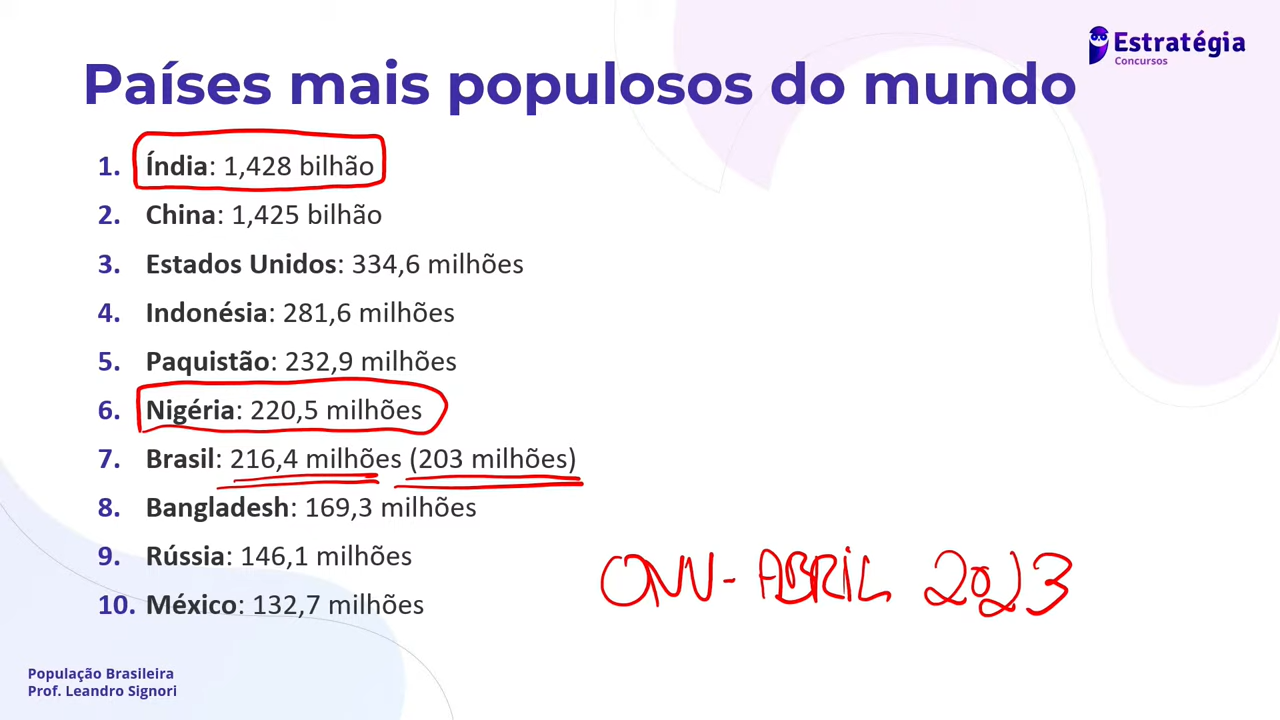 Estratégia
Concursos
Países mais populosos do mundo
1. Índia: 1,428 bilhão
2. China: 1,425 bilhão
3. Estados Unidos: 334,6 milhões
4. Indonésia: 281,6 milhões
5. Paquistão: 232,9 milhões
6. Nigéria: 220,5 milhões
7. Brasil: 216,4 milhões (203 milhões)
8. Bangladesh: 169,3 milhões
9. Rússia: 146,1 milhões
10. México: 132,7 milhões
ONU - ABRIL 2023
População Brasileira
Prof. Leandro Signori